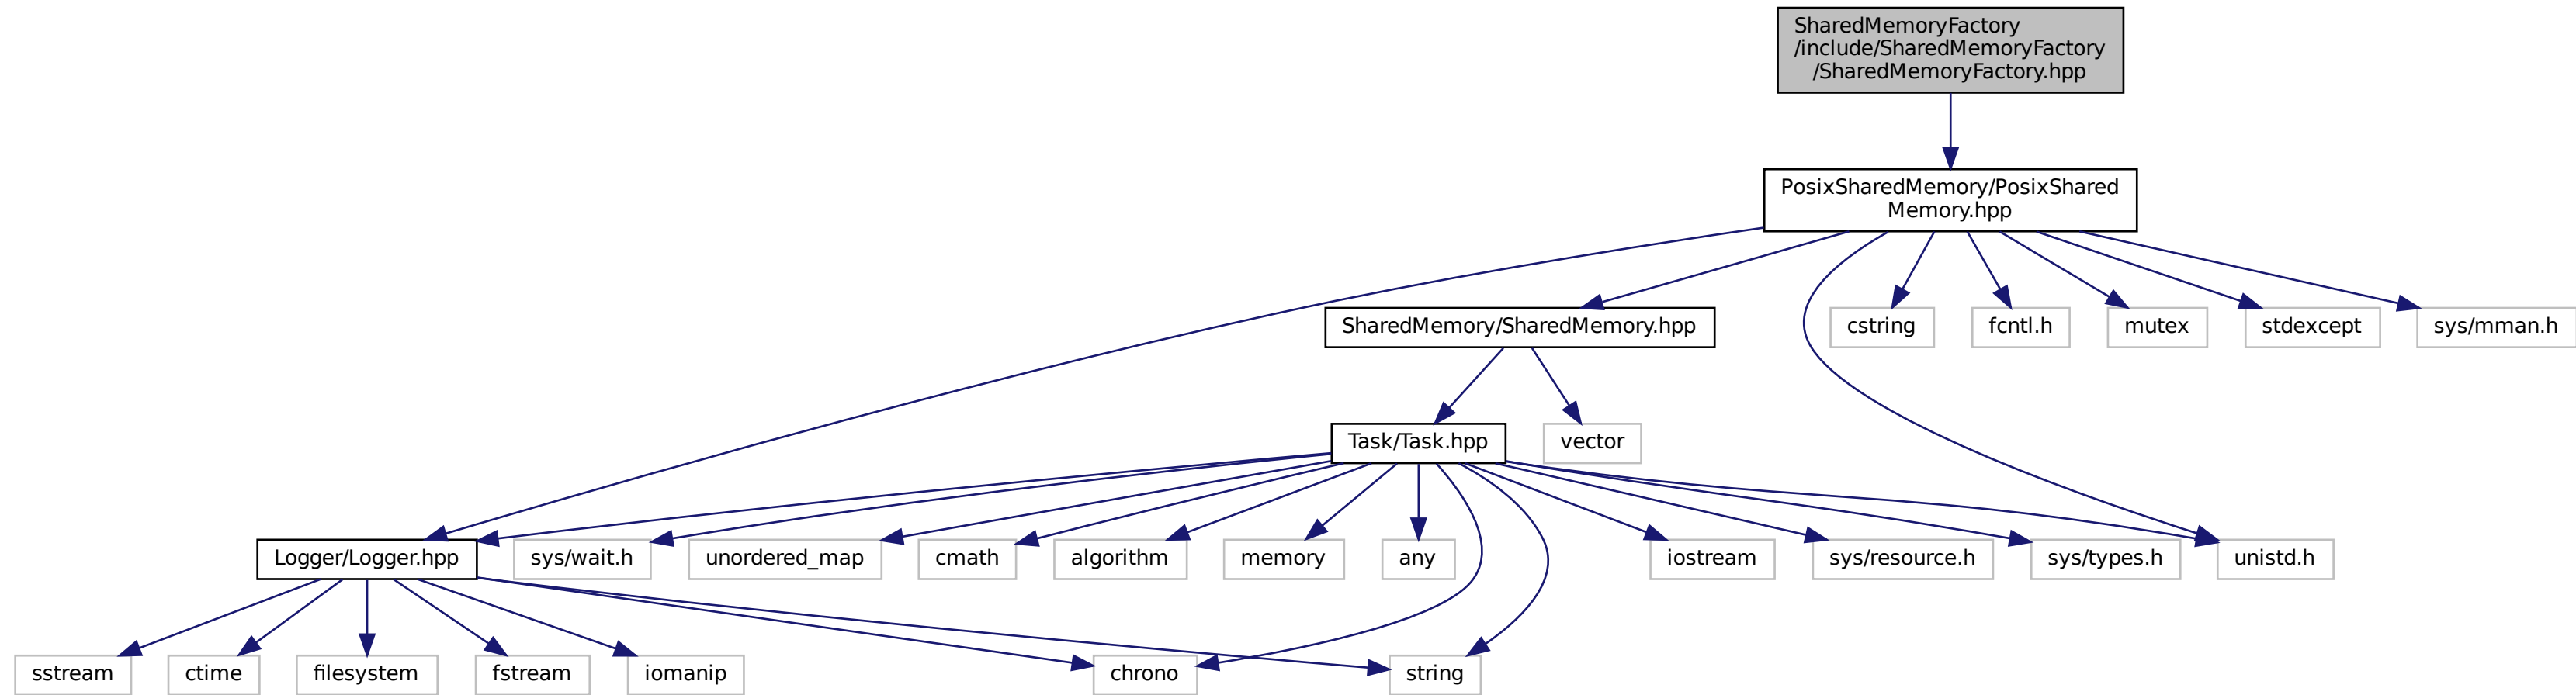 SharedMemoryFactory
/include/SharedMemoryFactory
/SharedMemoryFactory.hpp
PosixSharedMemory/PosixShared
Memory.hpp
SharedMemory/SharedMemory.hpp
cstring
fcntl.h
mutex
stdexcept
sys/mman.h
Task/Task.hpp
vector
Logger/Logger.hpp
sys/wait.h
unordered_map
cmath
algorithm
memory
any
iostream
sys/resource.h
sys/types.h
unistd.h
sstream
ctime
filesystem
fstream
iomanip
chrono
string